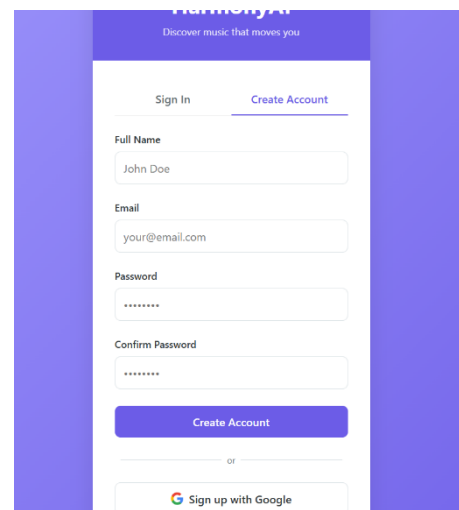 HarmonyAI
Discover music that moves you
Sign In
Create Account
Full Name
John Doe
Email
your@email.com
Password
••••••••
Confirm Password
••••••••
Create Account
or
Sign up with Google